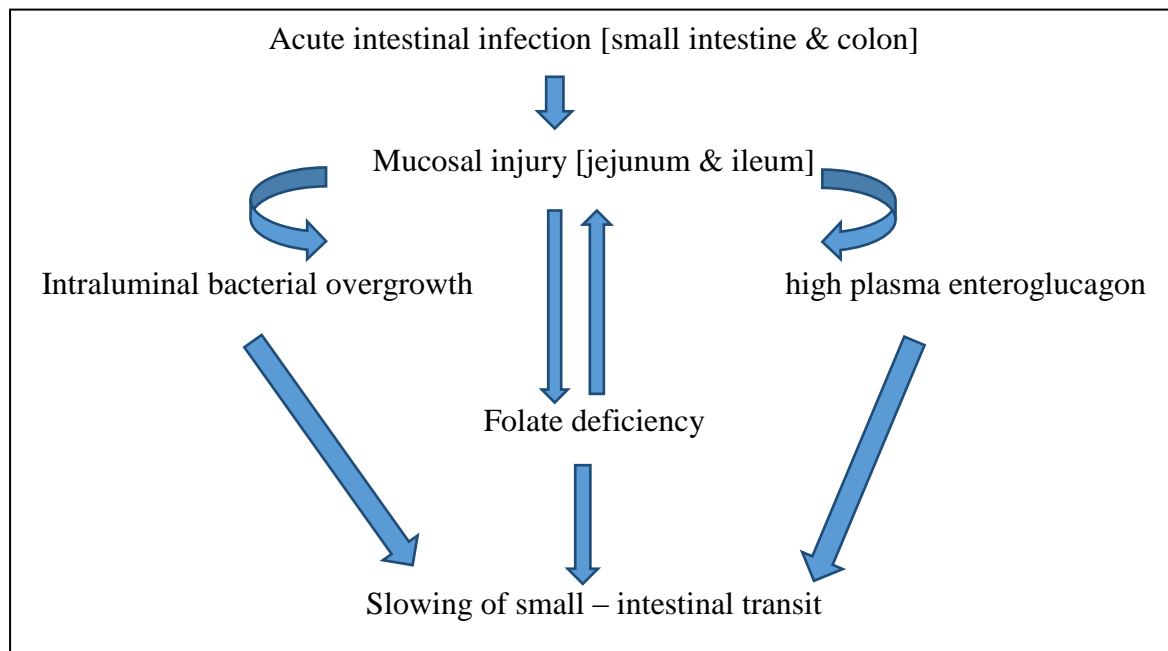 Acute intestinal infection [small intestine & colon]
Mucosal injury [jejunum & ileum]
Intraluminal bacterial overgrowth
high plasma enteroglucagon
Folate deficiency
Slowing of small – intestinal transit